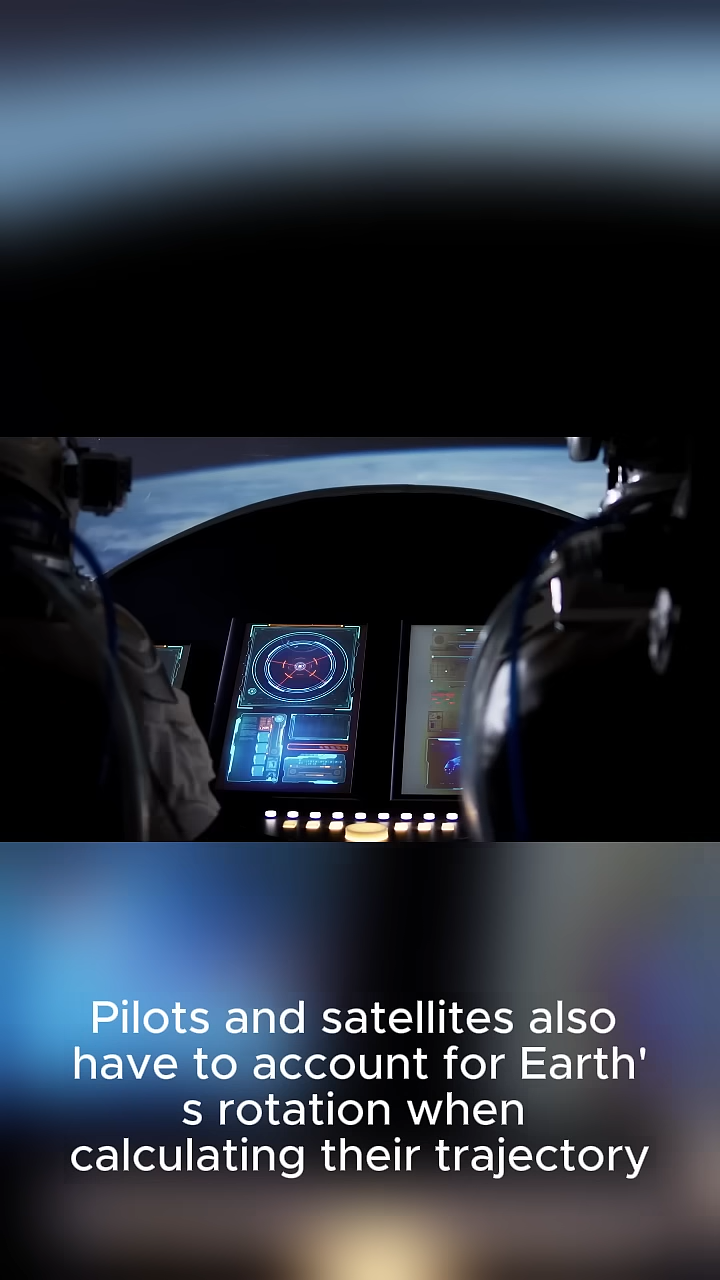 Pilots and satellites also
have to account for Earth'
s rotation when
calculating their trajectory